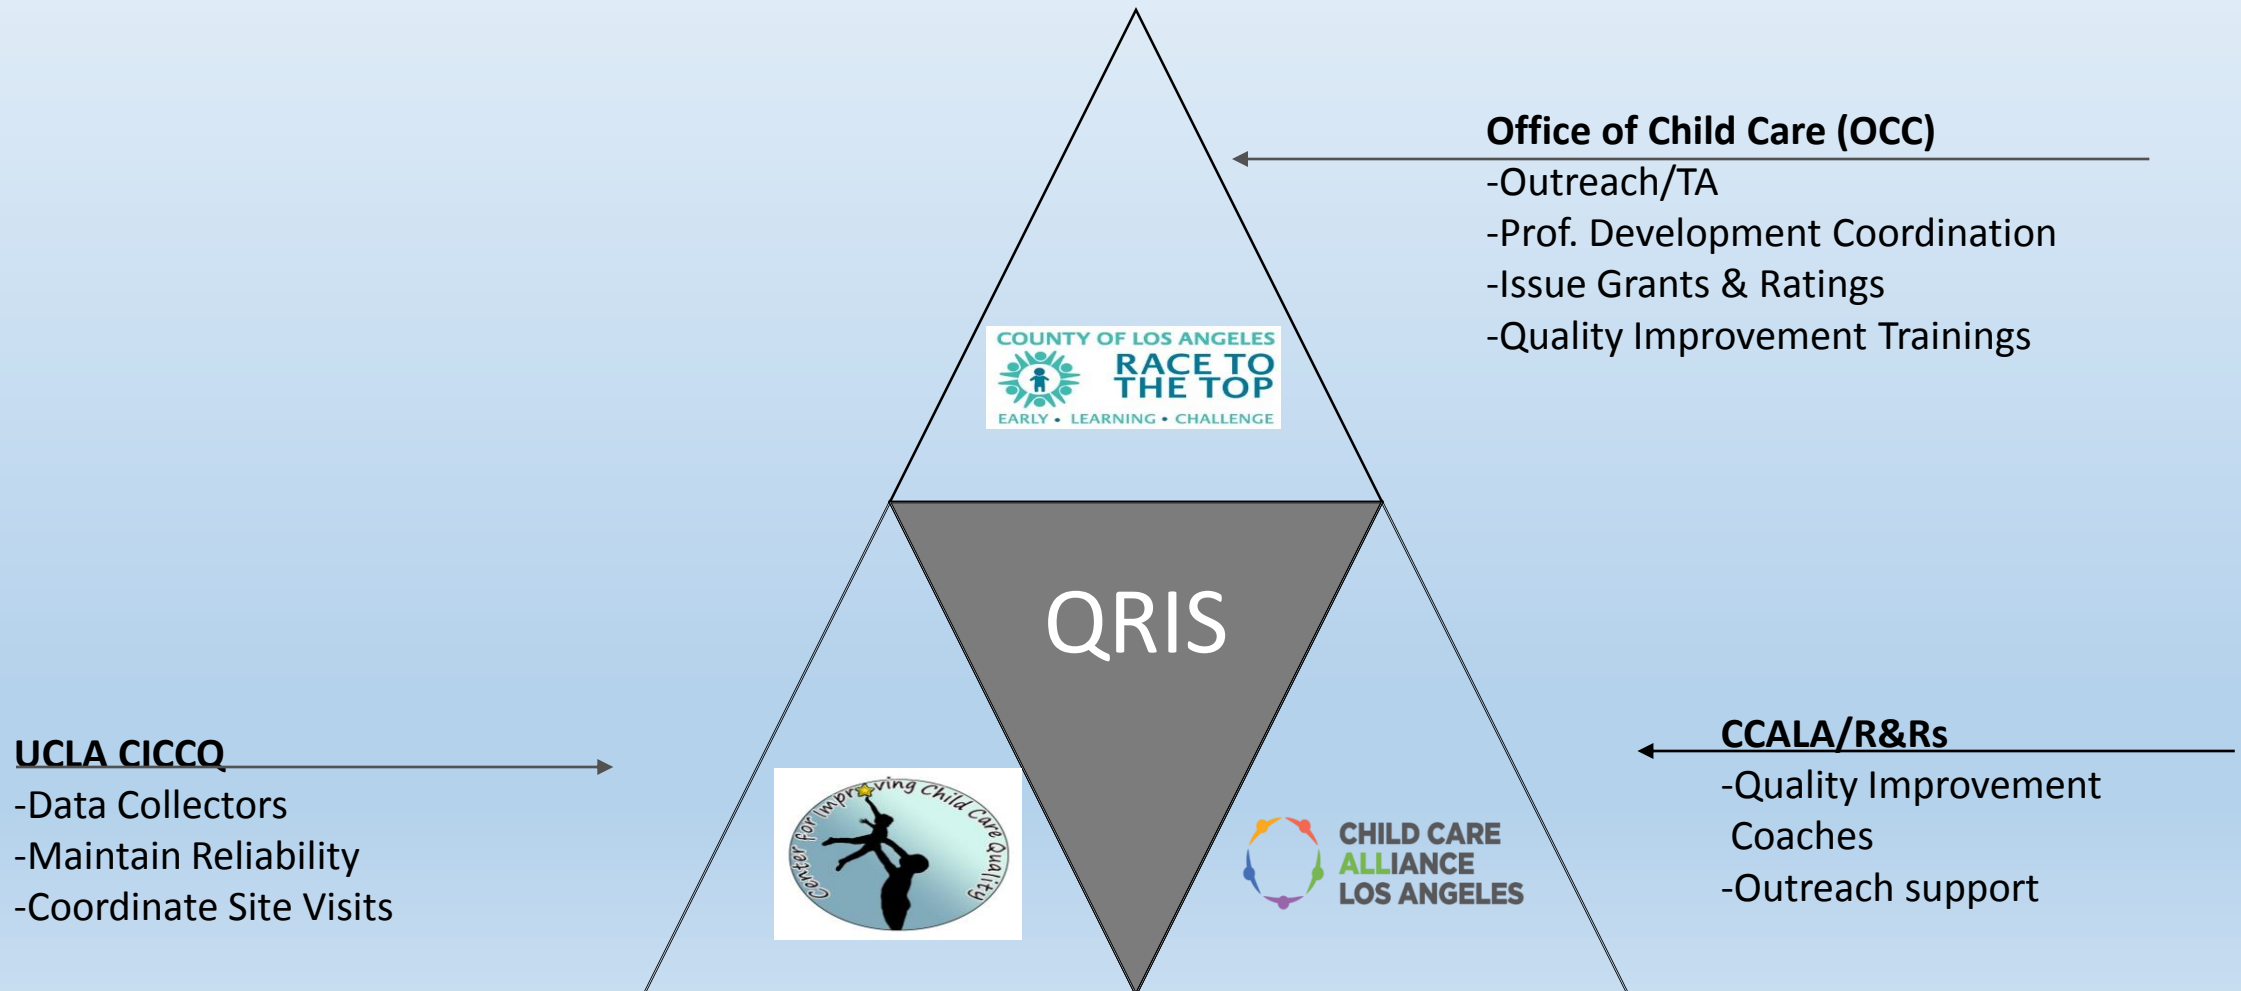 Office of Child Care (OCC)
-Outreach/TA
-Prof. Development Coordination
-Issue Grants & Ratings
-Quality Improvement Trainings
COUNTY OF LOS ANGELES
RACE TO
THE TOP
EARLY • LEARNING • CHALLENGE
QRIS
UCLA CICCQ
-Data Collectors
-Maintain Reliability
-Coordinate Site Visits
Center for Improving Child Care Quality
CHILD CARE
ALLIANCE
LOS ANGELES
CCALA/R&Rs
-Quality Improvement
Coaches
-Outreach support